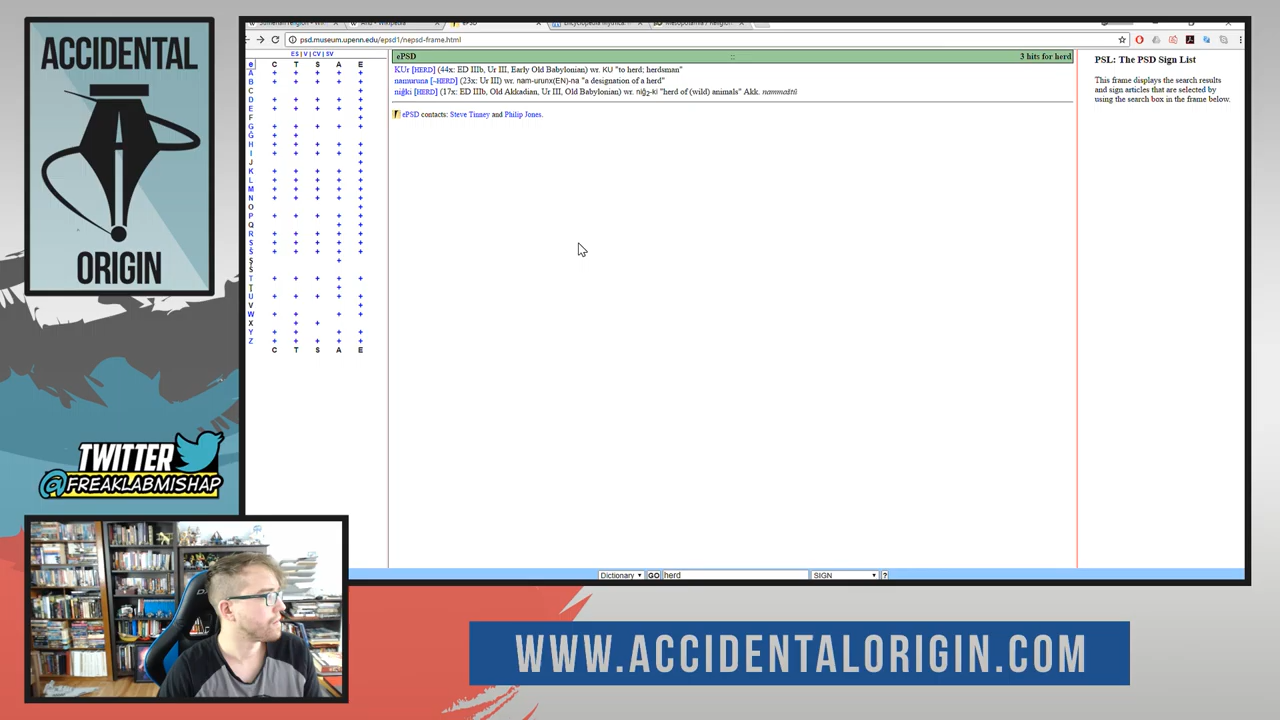 ACCIDENTAL
ORIGIN
TWITTER
@FREAKLABMISHAP
psd.museum.upenn.edu/epsd1/nepsd-frame.html
ES | V | CV | SV
ePSD
::
3 hits for herd
e C T S A E
A + + + + +
B + + + + +
C +
D + + + + +
E + + + + +
F +
G + + + + +
Ĝ + +
H + + + + +
I + + + + +
J +
K + + + + +
L + + + + +
M + + + + +
N + + + + +
O +
P + + + + +
Q + +
R + + + + +
S + + + + +
Š + + + + +
Ş +
T + + + + +
Ţ +
U + + + + +
V +
W + + + +
X + +
Y + + + +
Z + + + + +
C T S A E
KUr [HERD] (44x: ED IIIb, Ur III, Early Old Babylonian) wr. KU "to herd; herdsman"
namuruna [~HERD] (23x: Ur III) wr. nam-urunx(EN)-na "a designation of a herd"
niĝki [HERD] (17x: ED IIIb, Old Akkadian, Ur III, Old Babylonian) wr. niĝ2-ki "herd of (wild) animals" Akk. nammaštû
ePSD contacts: Steve Tinney and Philip Jones.
PSL: The PSD Sign List
This frame displays the search results
and sign articles that are selected by
using the search box in the frame below.
Dictionary GO herd SIGN ?
WWW.ACCIDENTALORIGIN.COM